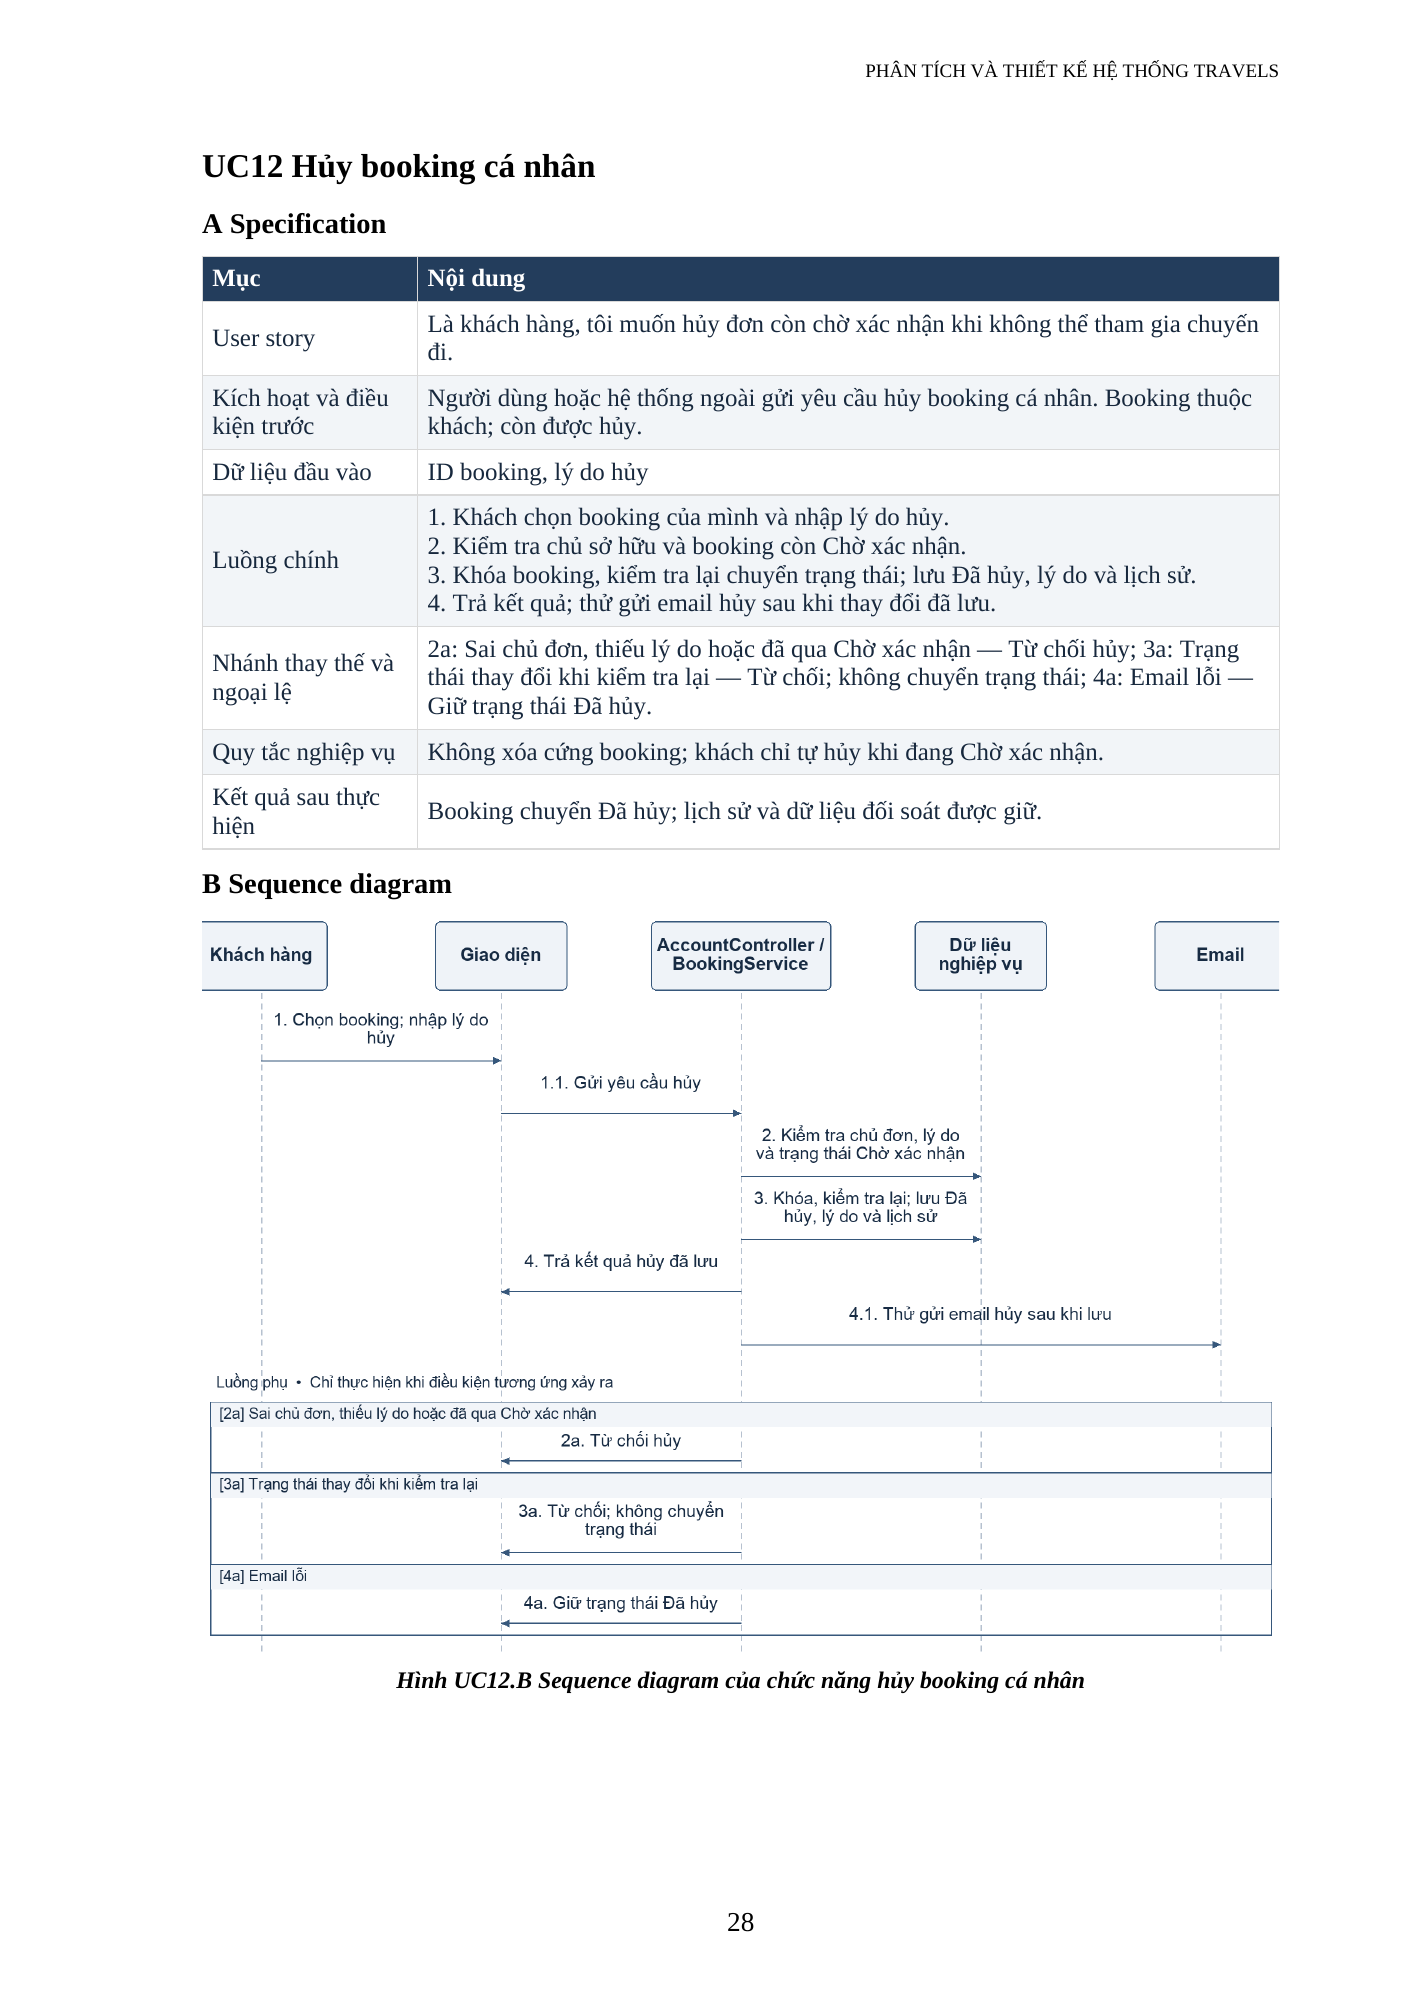 PHÂN TÍCH VÀ THIẾT KẾ HỆ THỐNG TRAVELS
UC12 Hủy booking cá nhân
A Specification
Mục
Nội dung
User story
Là khách hàng, tôi muốn hủy đơn còn chờ xác nhận khi không thể tham gia chuyến
đi.
Kích hoạt và điều
kiện trước
Người dùng hoặc hệ thống ngoài gửi yêu cầu hủy booking cá nhân. Booking thuộc
khách; còn được hủy.
Dữ liệu đầu vào
ID booking, lý do hủy
Luồng chính
1. Khách chọn booking của mình và nhập lý do hủy.
2. Kiểm tra chủ sở hữu và booking còn Chờ xác nhận.
3. Khóa booking, kiểm tra lại chuyển trạng thái; lưu Đã hủy, lý do và lịch sử.
4. Trả kết quả; thử gửi email hủy sau khi thay đổi đã lưu.
Nhánh thay thế và
ngoại lệ
2a: Sai chủ đơn, thiếu lý do hoặc đã qua Chờ xác nhận — Từ chối hủy; 3a: Trạng
thái thay đổi khi kiểm tra lại — Từ chối; không chuyển trạng thái; 4a: Email lỗi —
Giữ trạng thái Đã hủy.
Quy tắc nghiệp vụ
Không xóa cứng booking; khách chỉ tự hủy khi đang Chờ xác nhận.
Kết quả sau thực
hiện
Booking chuyển Đã hủy; lịch sử và dữ liệu đối soát được giữ.
B Sequence diagram
Khách hàng
Giao diện
AccountController /
BookingService
Dữ liệu
nghiệp vụ
Email
1. Chọn booking; nhập lý do
hủy
1.1. Gửi yêu cầu hủy
2. Kiểm tra chủ đơn, lý do
và trạng thái Chờ xác nhận
3. Khóa, kiểm tra lại; lưu Đã
hủy, lý do và lịch sử
4. Trả kết quả hủy đã lưu
4.1. Thử gửi email hủy sau khi lưu
Luồng phụ • Chỉ thực hiện khi điều kiện tương ứng xảy ra
[2a] Sai chủ đơn, thiếu lý do hoặc đã qua Chờ xác nhận
2a. Từ chối hủy
[3a] Trạng thái thay đổi khi kiểm tra lại
3a. Từ chối; không chuyển
trạng thái
[4a] Email lỗi
4a. Giữ trạng thái Đã hủy
Hình UC12.B Sequence diagram của chức năng hủy booking cá nhân
28